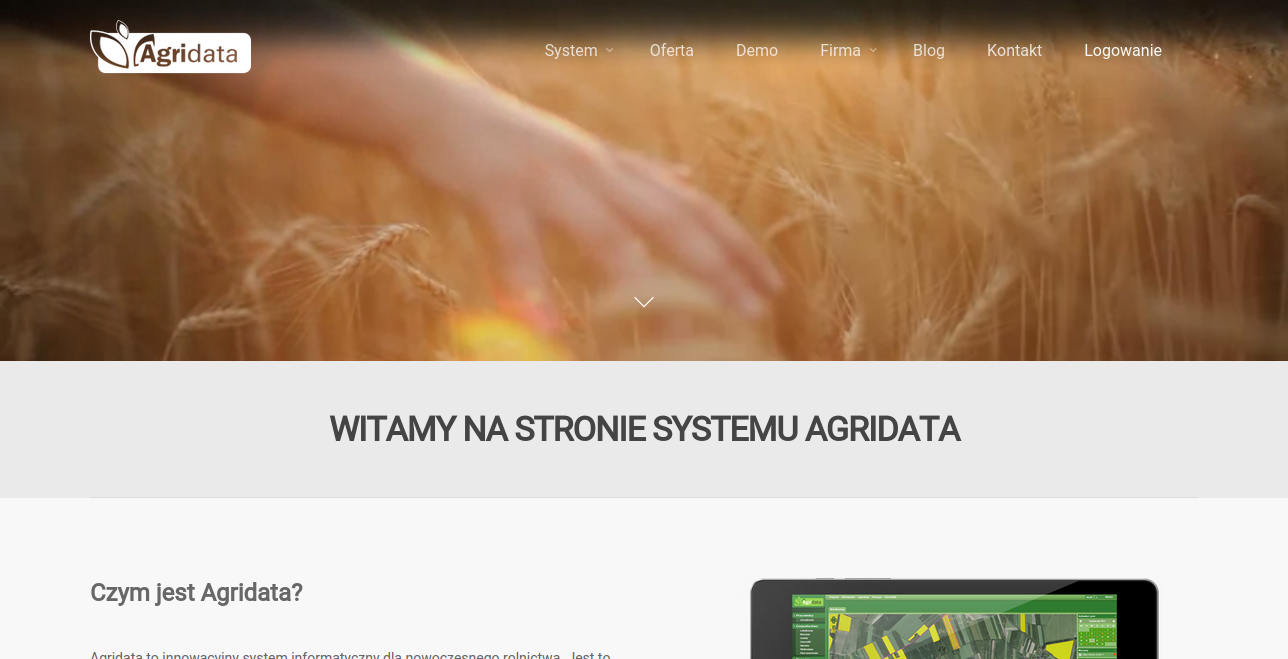 Agridata
System
Oferta
Demo
Firma
Blog
Kontakt
Logowanie
WITAMY NA STRONIE SYSTEMU AGRIDATA
Czym jest Agridata?
Agridata to innowacyjny system informatyczny dla nowoczesnego rolnictwa. Jest to